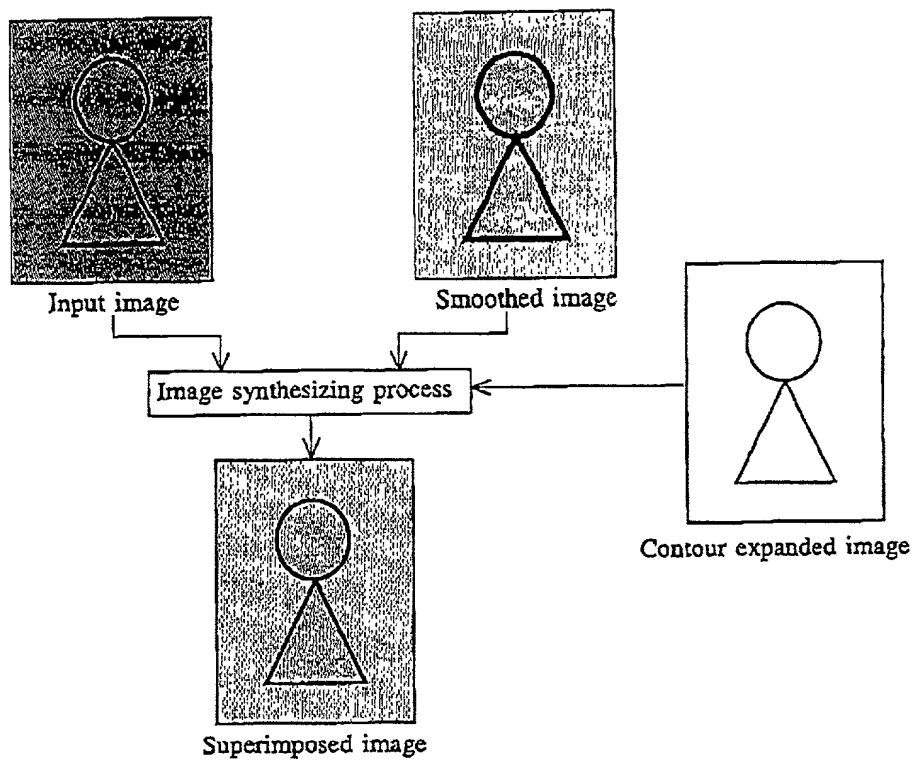 Input image
Smoothed image
Image synthesizing process
Contour expanded image
Superimposed image